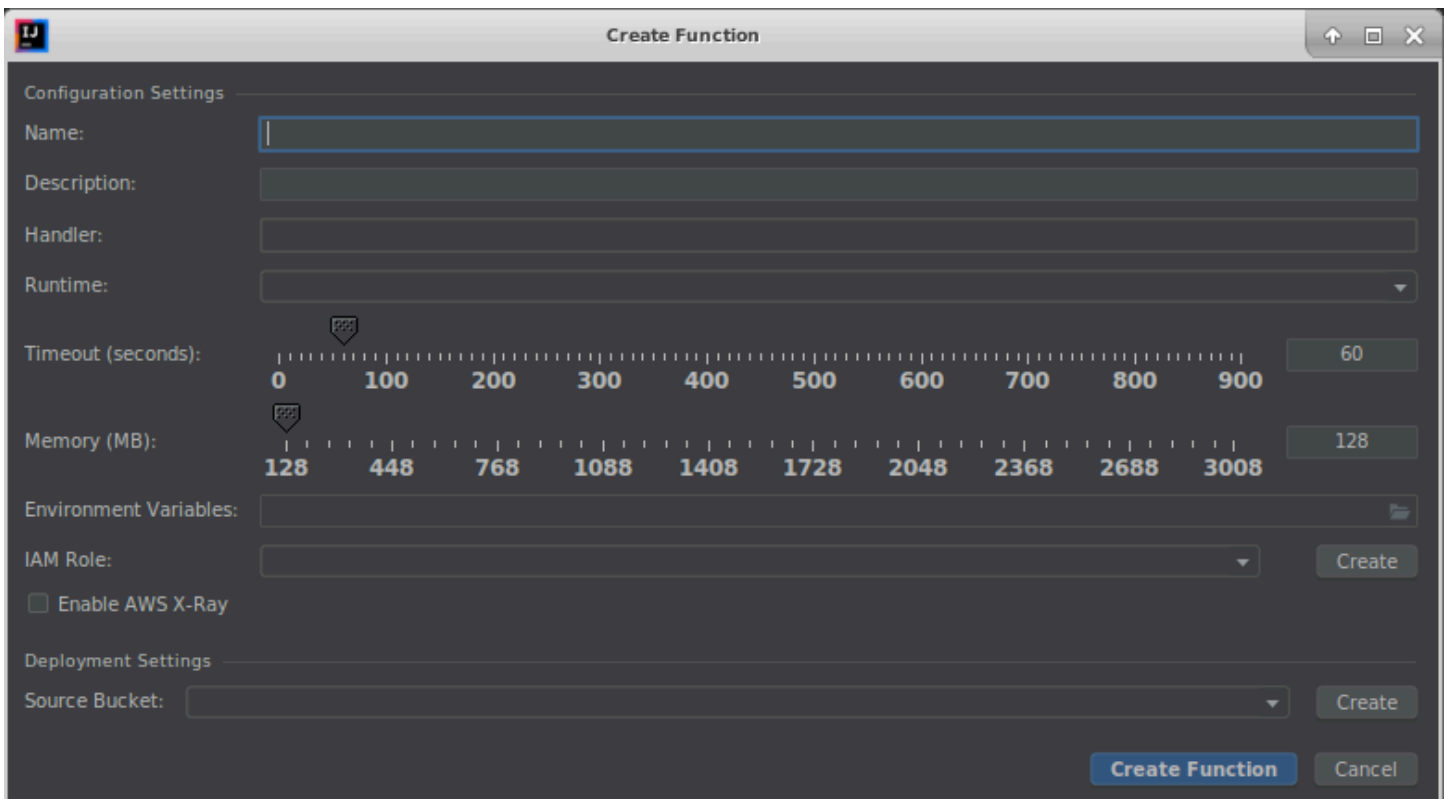 IJ
Create Function
Configuration Settings
Name:
Description:
Handler:
Runtime:
Timeout (seconds):
60
0 100 200 300 400 500 600 700 800 900
Memory (MB):
128
128 448 768 1088 1408 1728 2048 2368 2688 3008
Environment Variables:
IAM Role:
Create
Enable AWS X-Ray
Deployment Settings
Source Bucket:
Create
Create Function
Cancel